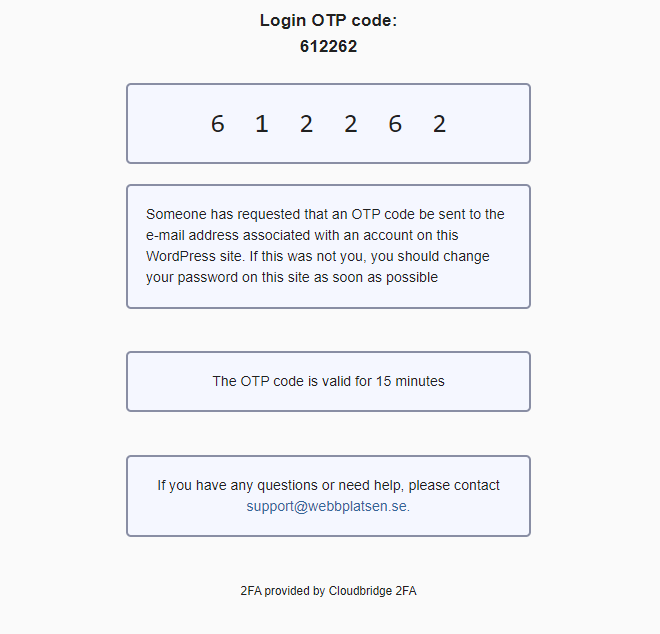 Login OTP code:
612262
6 1 2 2 6 2
Someone has requested that an OTP code be sent to the
e-mail address associated with an account on this
WordPress site. If this was not you, you should change
your password on this site as soon as possible
The OTP code is valid for 15 minutes
If you have any questions or need help, please contact
support@webbplatsen.se.
2FA provided by Cloudbridge 2FA